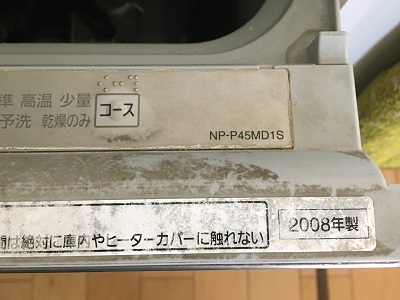 準 高温 少量
予洗 乾燥のみ コース
NP-P45MD1S
間は絶対に庫内やヒーターカバーに触れない
2008年製